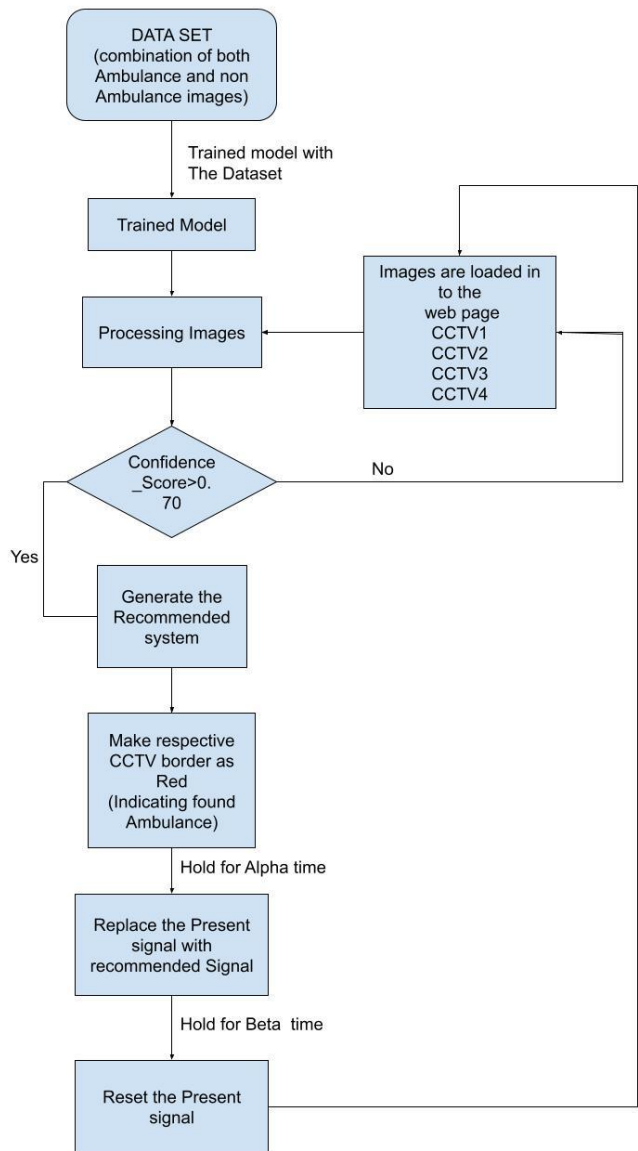 DATA SET
(combination of both
Ambulance and non
Ambulance images)
Trained model with
The Dataset
Trained Model
Images are loaded in
to the
web page
CCTV1
CCTV2
CCTV3
CCTV4
Processing Images
Confidence
_Score>0.
70
No
Yes
Generate the
Recommended
system
Make respective
CCTV border as
Red
(Indicating found
Ambulance)
Hold for Alpha time
Replace the Present
signal with
recommended Signal
Hold for Beta  time
Reset the Present
signal